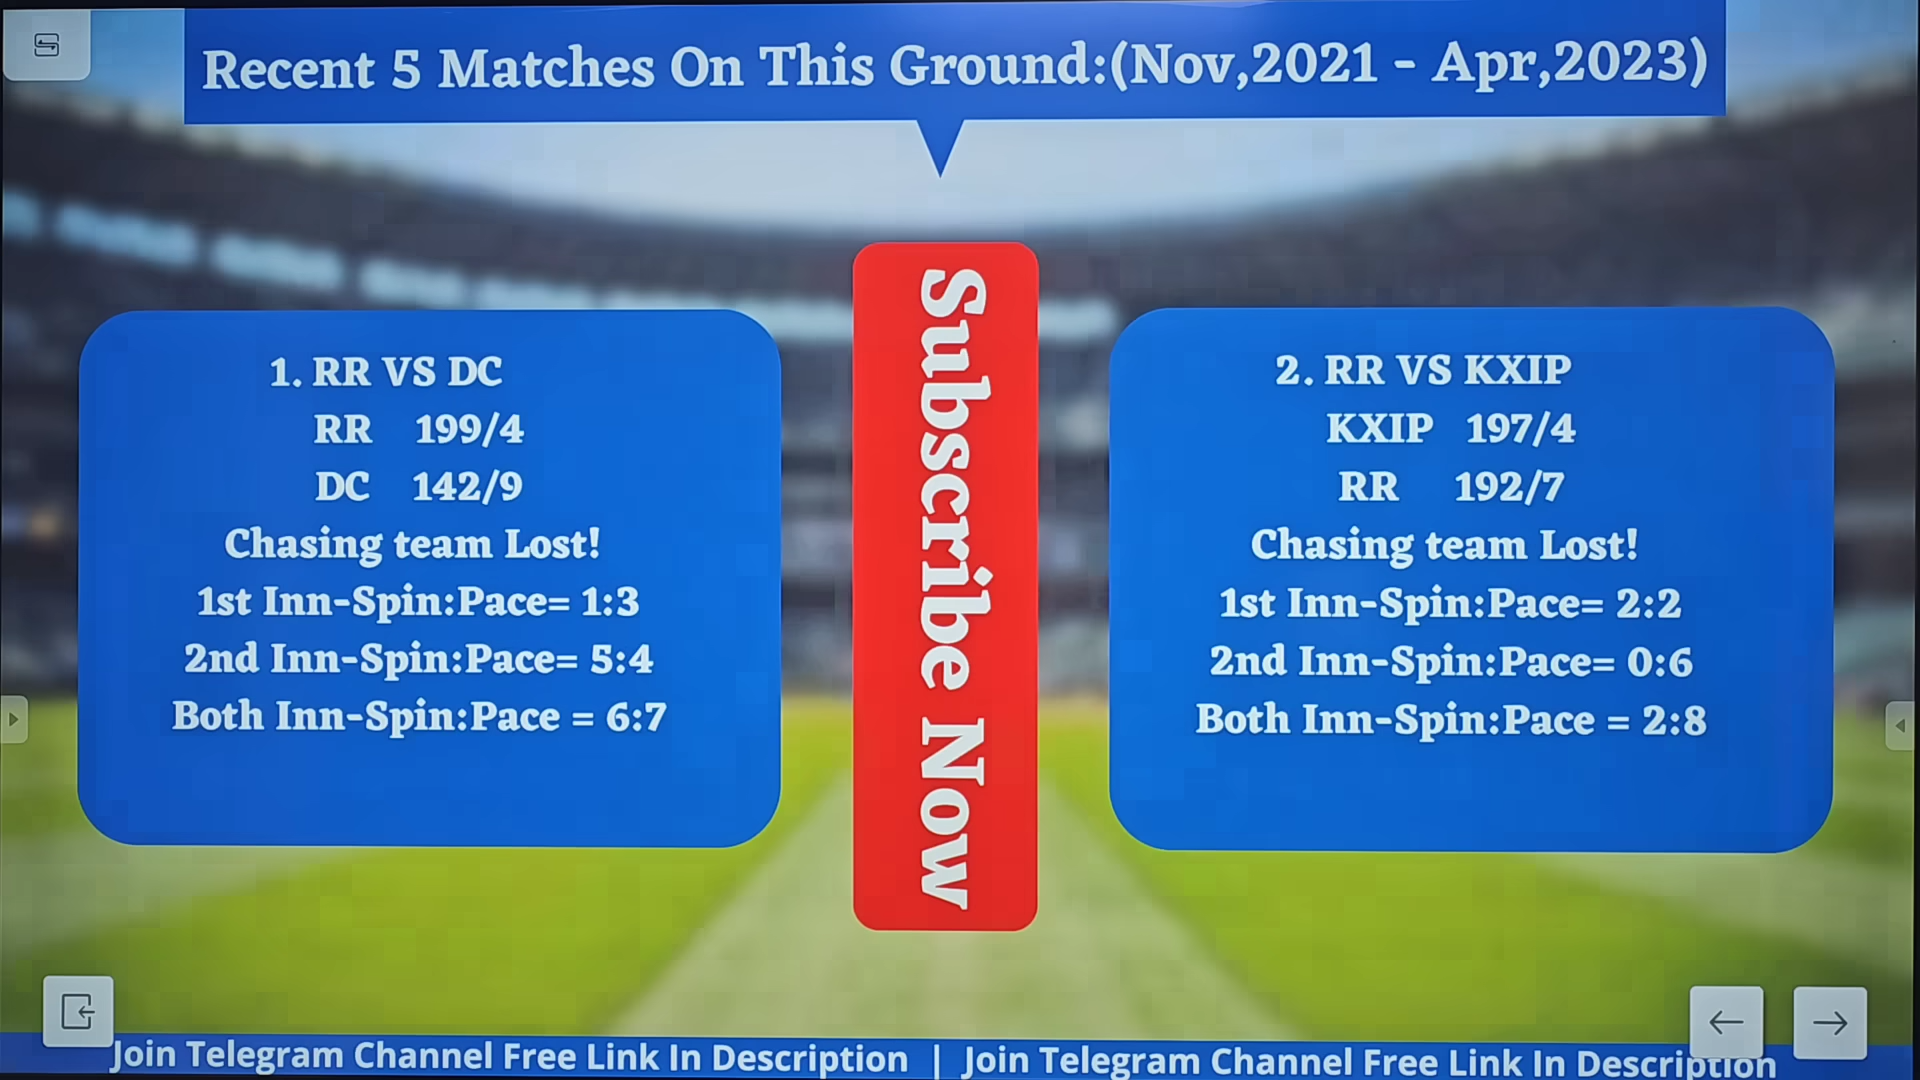 Recent 5 Matches On This Ground:(Nov,2021 - Apr,2023)
1. RR VS DC
RR 199/4
DC 142/9
Chasing team Lost!
1st Inn-Spin:Pace= 1:3
2nd Inn-Spin:Pace= 5:4
Both Inn-Spin:Pace = 6:7
Subscribe Now
2. RR VS KXIP
KXIP 197/4
RR 192/7
Chasing team Lost!
1st Inn-Spin:Pace= 2:2
2nd Inn-Spin:Pace= 0:6
Both Inn-Spin:Pace = 2:8
Join Telegram Channel Free Link In Description | Join Telegram Channel Free Link In Description